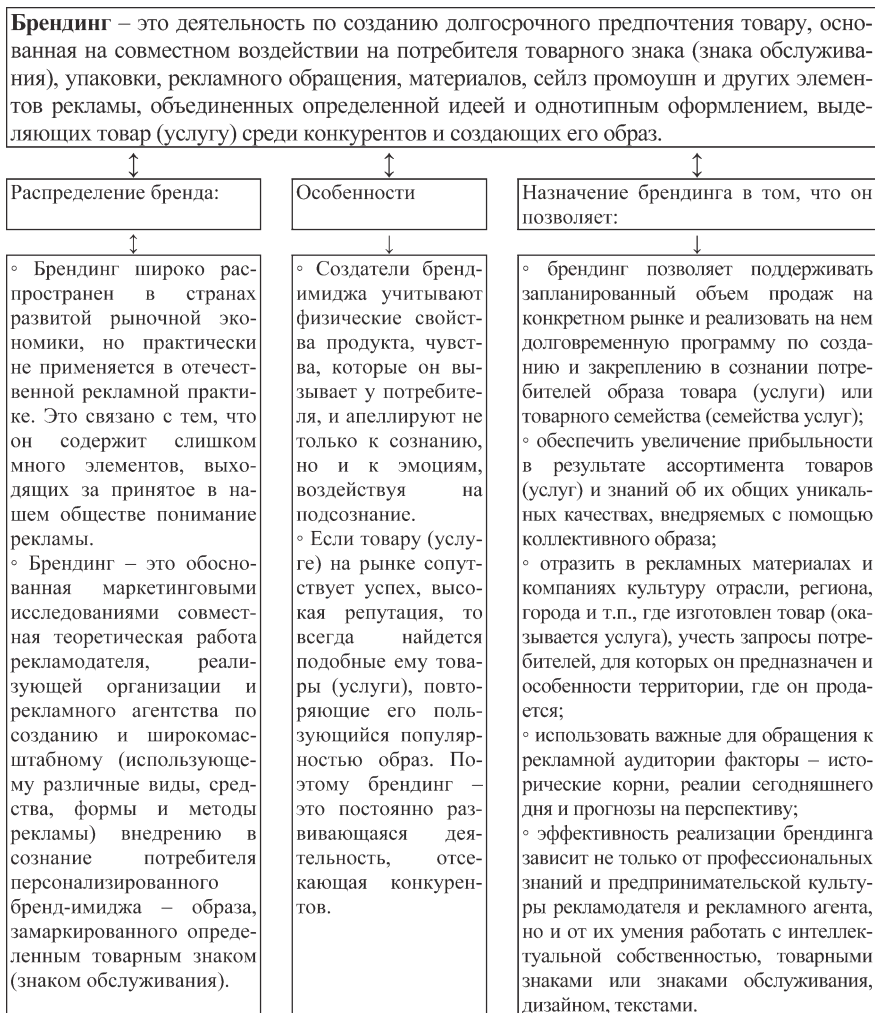 Брендинг – это деятельность по созданию долгосрочного предпочтения товару, осно-
ванная на совместном воздействии на потребителя товарного знака (знака обслужива-
ния), упаковки, рекламного обращения, материалов, сейлз промоушн и других элемен-
тов рекламы, объединенных определенной идеей и однотипным оформлением, выде-
ляющих товар (услугу) среди конкурентов и создающих его образ.
Распределение бренда:
◦ Брендинг широко рас-
пространен в странах
развитой рыночной эко-
номики, но практически
не применяется в отечест-
венной рекламной практи-
ке. Это связано с тем, что
он содержит слишком
много элементов, выхо-
дящих за принятое в на-
шем обществе понимание
рекламы.
◦ Брендинг – это обосно-
ванная маркетинговыми
исследованиями совмест-
ная теоретическая работа
рекламодателя, реали-
зующей организации и
рекламного агентства по
созданию и широкомас-
штабному (использующе-
му различные виды, сред-
ства, формы и методы
рекламы) внедрению в
сознание потребителя
персонализированного
бренд-имиджа – образа,
замаркированного опреде-
ленным товарным знаком
(знаком обслуживания).
Особенности
◦ Создатели бренд-
имиджа учитывают
физические свойст-
ва продукта, чувст-
ва, которые он вы-
зывает у потребите-
ля, и апеллируют не
только к сознанию,
но и к эмоциям,
воздействуя на
подсознание.
◦ Если товару (услу-
ге) на рынке сопут-
ствует успех, высо-
кая репутация, то
всегда найдется
подобные ему това-
ры (услуги), повто-
ряющие его поль-
зующийся популяр-
ностью образ. По-
этому брендинг –
это постоянно раз-
вивающаяся дея-
тельность, отсе-
кающая конкурен-
тов.
Назначение брендинга в том, что он
позволяет:
◦ брендинг позволяет поддерживать
запланированный объем продаж на
конкретном рынке и реализовать на нем
долговременную программу по созда-
нию и закреплению в сознании потре-
бителей образа товара (услуги) или
товарного семейства (семейства услуг);
◦ обеспечить увеличение прибыльности
в результате ассортимента товаров
(услуг) и знаний об их общих уникаль-
ных качествах, внедряемых с помощью
коллективного образа;
◦ отразить в рекламных материалах и
компаниях культуру отрасли, региона,
города и т.п., где изготовлен товар (ока-
зывается услуга), учесть запросы потре-
бителей, для которых он предназначен и
особенности территории, где он прода-
ется;
◦ использовать важные для обращения к
рекламной аудитории факторы – исто-
рические корни, реалии сегодняшнего
дня и прогнозы на перспективу;
◦ эффективность реализации брендинга
зависит не только от профессиональных
знаний и предпринимательской культу-
ры рекламодателя и рекламного агента,
но и от их умения работать с интеллек-
туальной собственностью, товарными
знаками или знаками обслуживания,
дизайном, текстами.